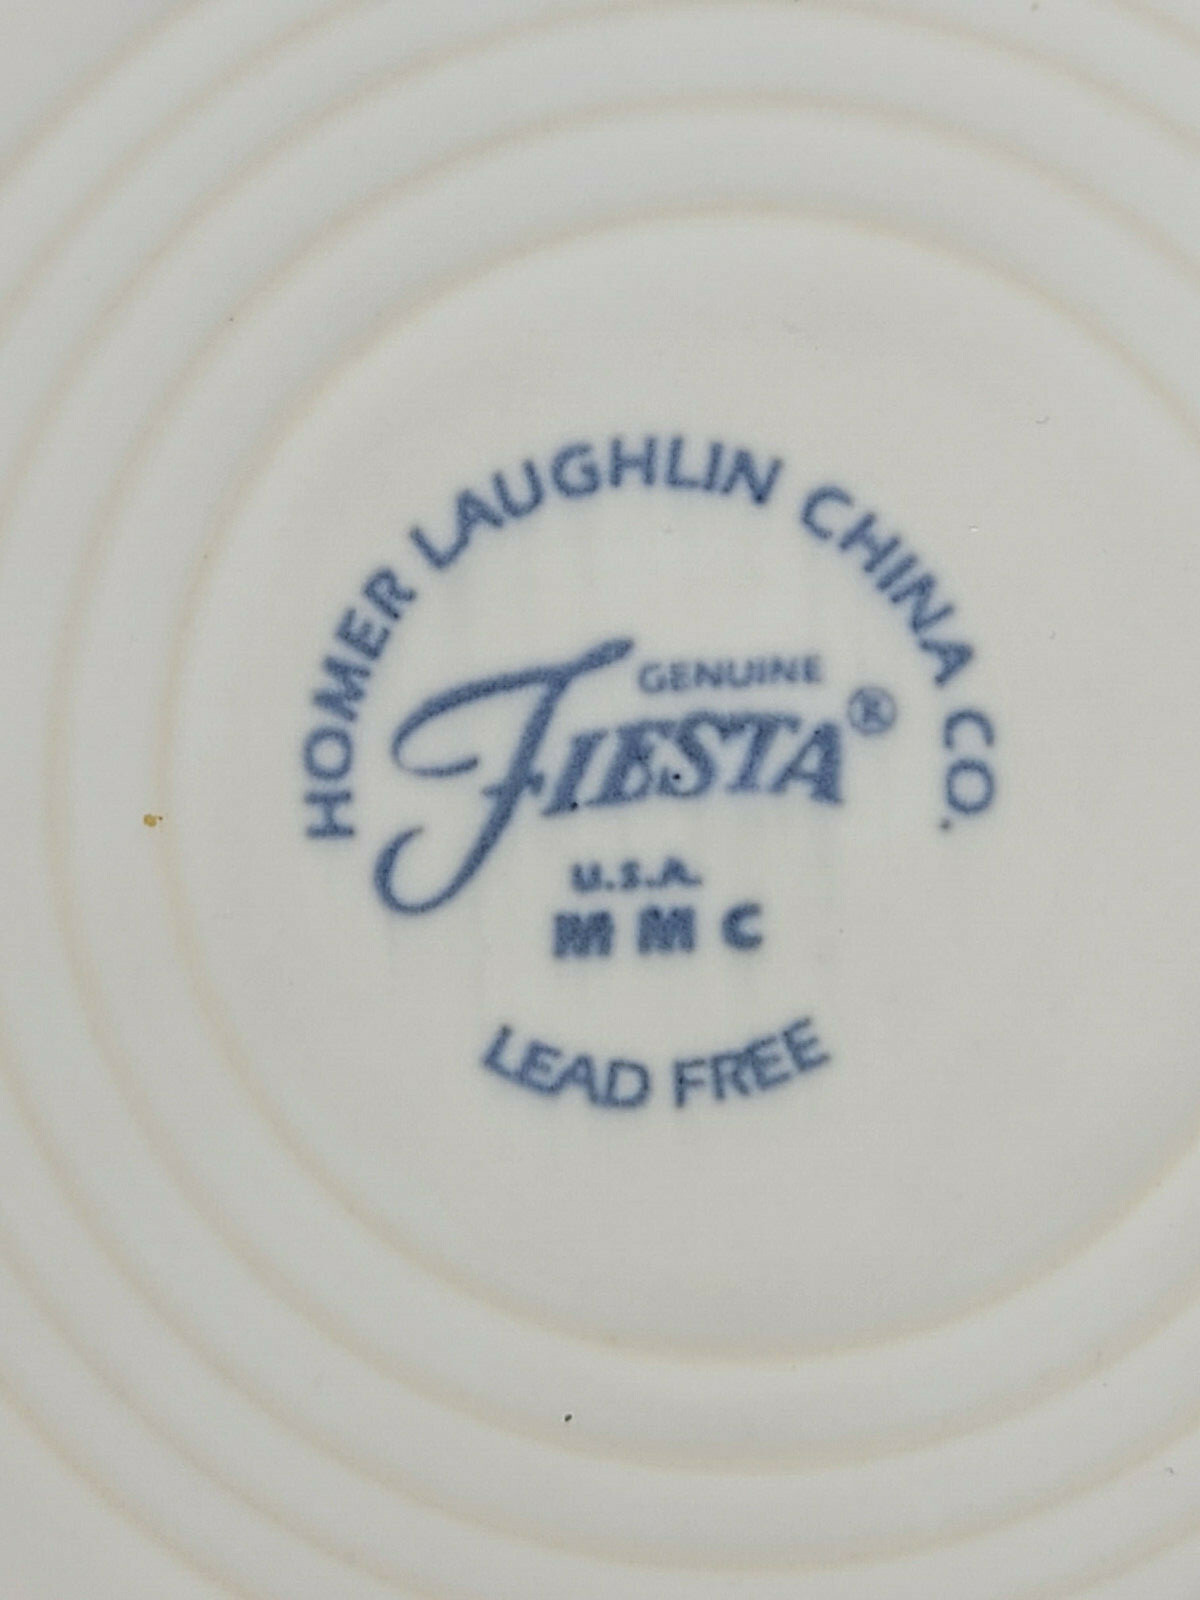 HOMER LAUGHLIN CHINA CO.
GENUINE
FIESTA®
U.S.A.
MMC
LEAD FREE